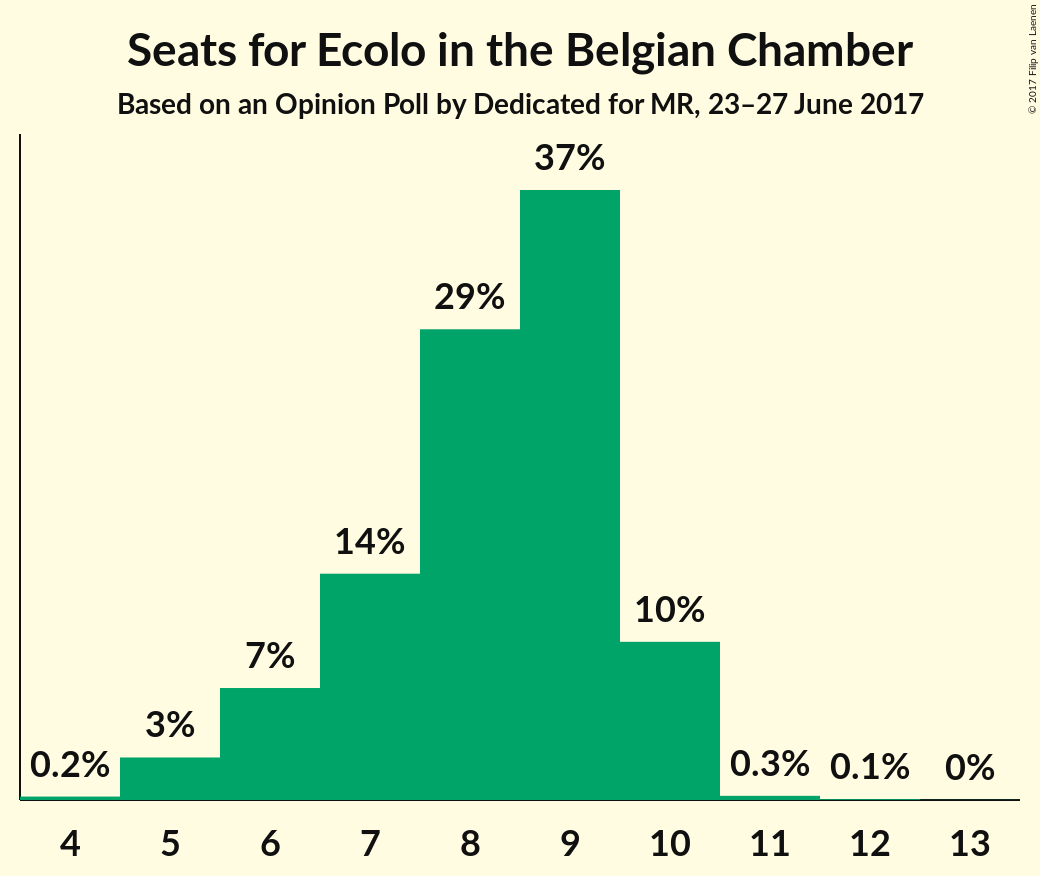 Seats for Ecolo in the Belgian Chamber
Based on an Opinion Poll by Dedicated for MR, 23–27 June 2017
© 2017 Filip van Laenen
37%
29%
14%
10%
7%
3%
0.2%
0.3%
0.1%
0%
4 5 6 7 8 9 10 11 12 13